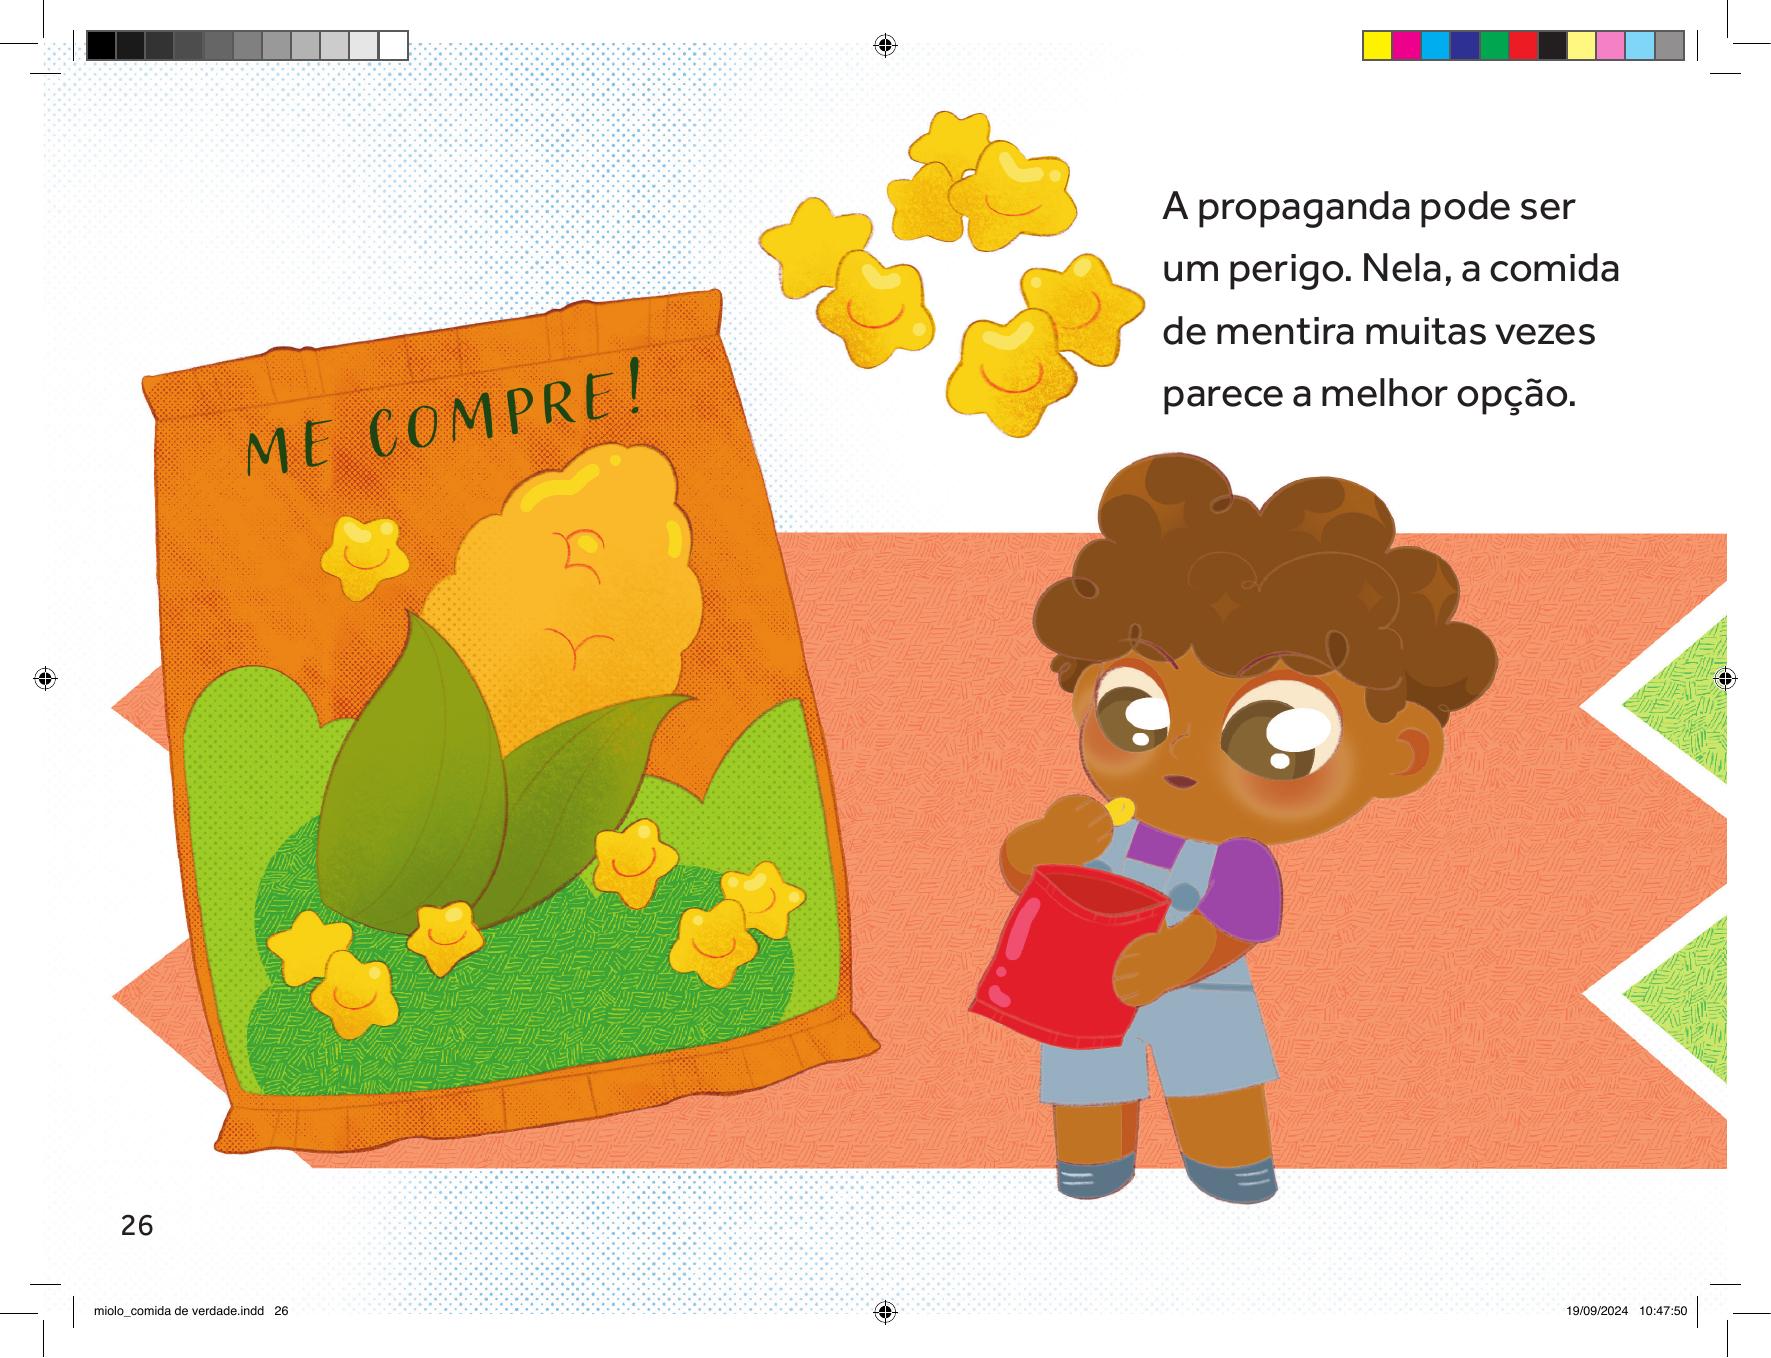 A propaganda pode ser
um perigo. Nela, a comida
de mentira muitas vezes
parece a melhor opção.
ME COMPRE!
26
miolo_comida de verdade.indd   26
19/09/2024   10:47:50